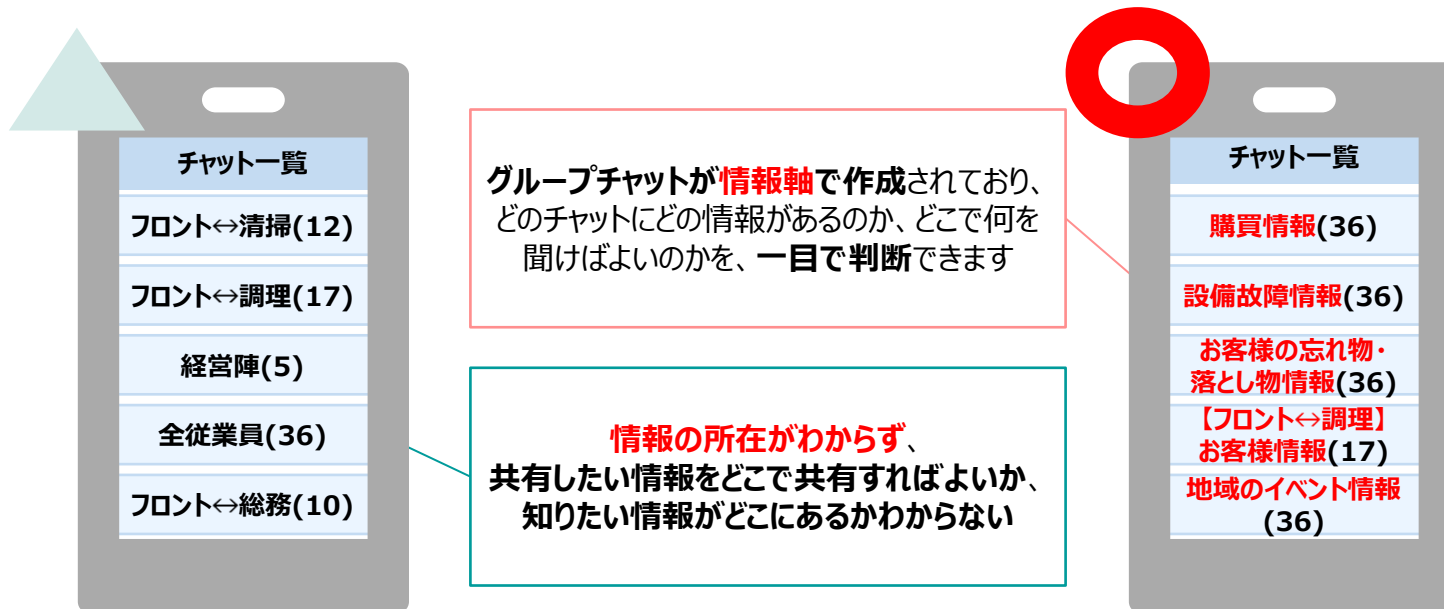 チャット一覧
フロント↔清掃(12)
フロント↔調理(17)
経営陣(5)
全従業員(36)
フロント↔総務(10)
グループチャットが情報軸で作成されており、
どのチャットにどの情報があるのか、どこで何を
聞けばよいのかを、一目で判断できます
情報の所在がわからず、
共有したい情報をどこで共有すればよいか、
知りたい情報がどこにあるかわからない
チャット一覧
購買情報(36)
設備故障情報(36)
お客様の忘れ物・
落とし物情報(36)
【フロント↔調理】
お客様情報(17)
地域のイベント情報
(36)